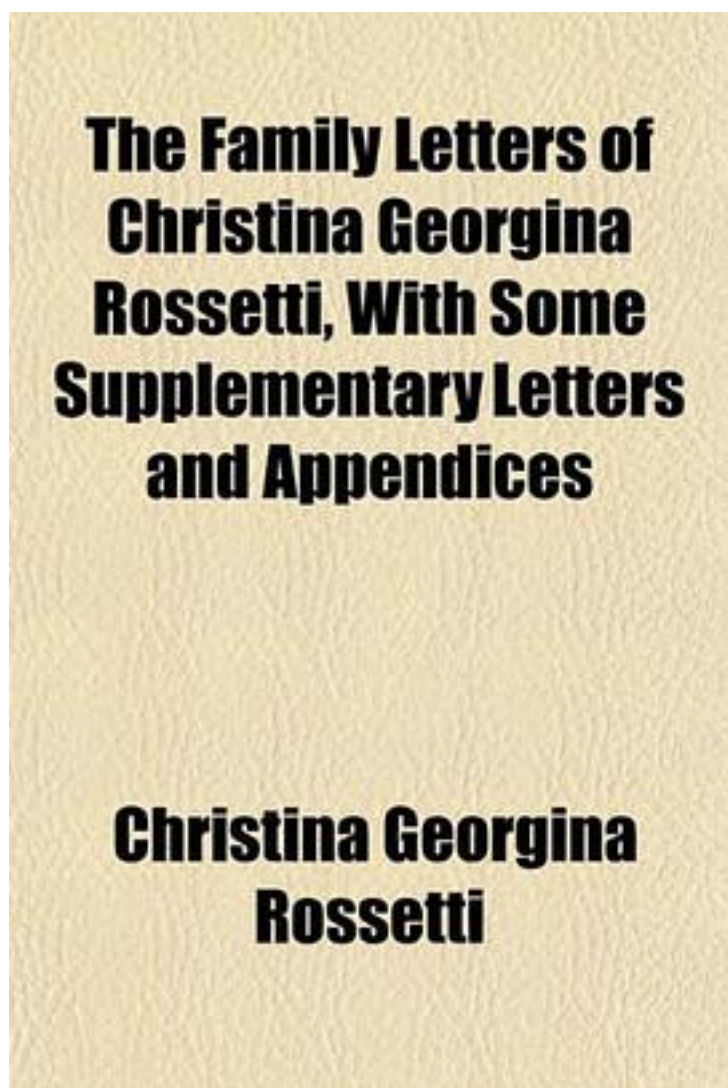 The Family Letters of
Christina Georgina
Rossetti, With Some
Supplementary Letters
and Appendices
Christina Georgina
Rossetti